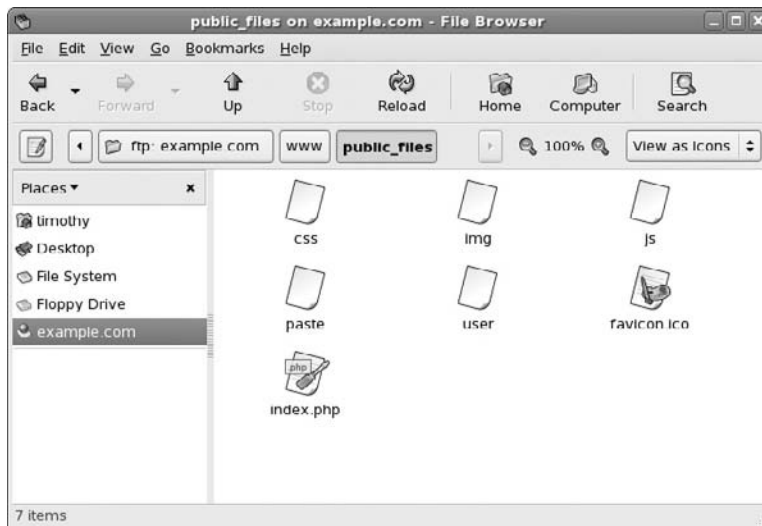 public_files on example.com - File Browser
File Edit View Go Bookmarks Help
Back Forward Up Stop Reload Home Computer Search
ftp: example.com www public_files 100% View as Icons
Places
timothy
Desktop
File System
Floppy Drive
example.com
css img js
paste user favicon.ico
php
index.php
7 items